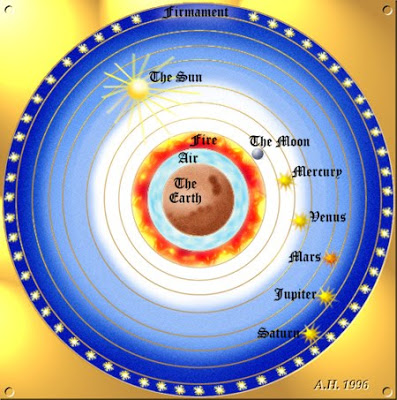 Firmament
The Sun
Fire
The Moon
Air
Mercury
The
Earth
Venus
Mars
Jupiter
Saturn
A.H. 1996